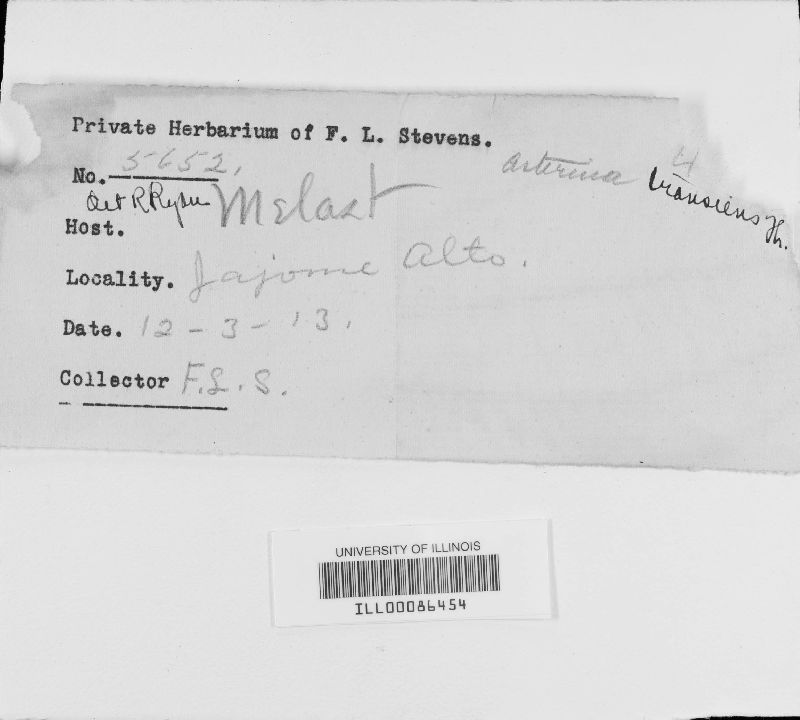 Private Herbarium of F. L. Stevens.
4
No. 5652.
Asterina transiens Th.
Det R Ryan
Host. Melast
Locality. Jajome Alto.
Date. 12-3-13.
Collector F.L.S.
UNIVERSITY OF ILLINOIS
ILL00086454